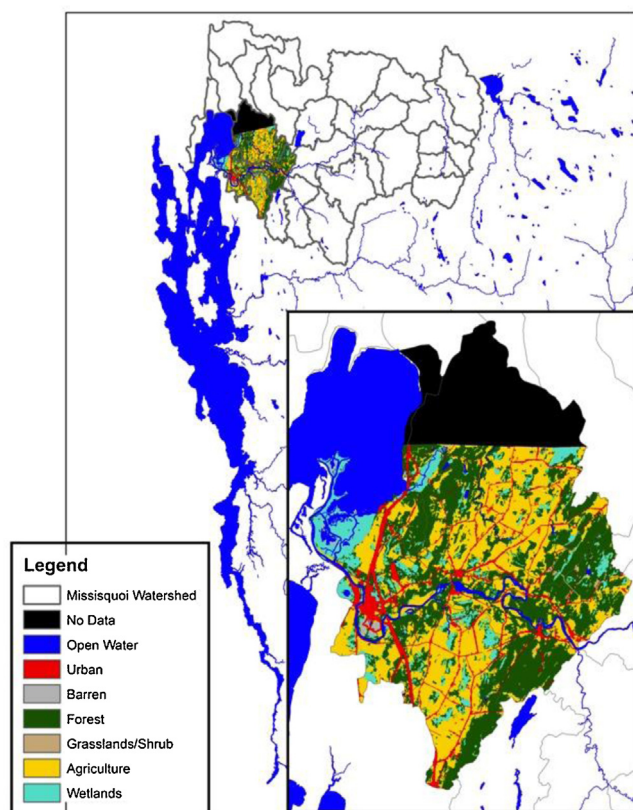 Legend
Missisquoi Watershed
No Data
Open Water
Urban
Barren
Forest
Grasslands/Shrub
Agriculture
Wetlands